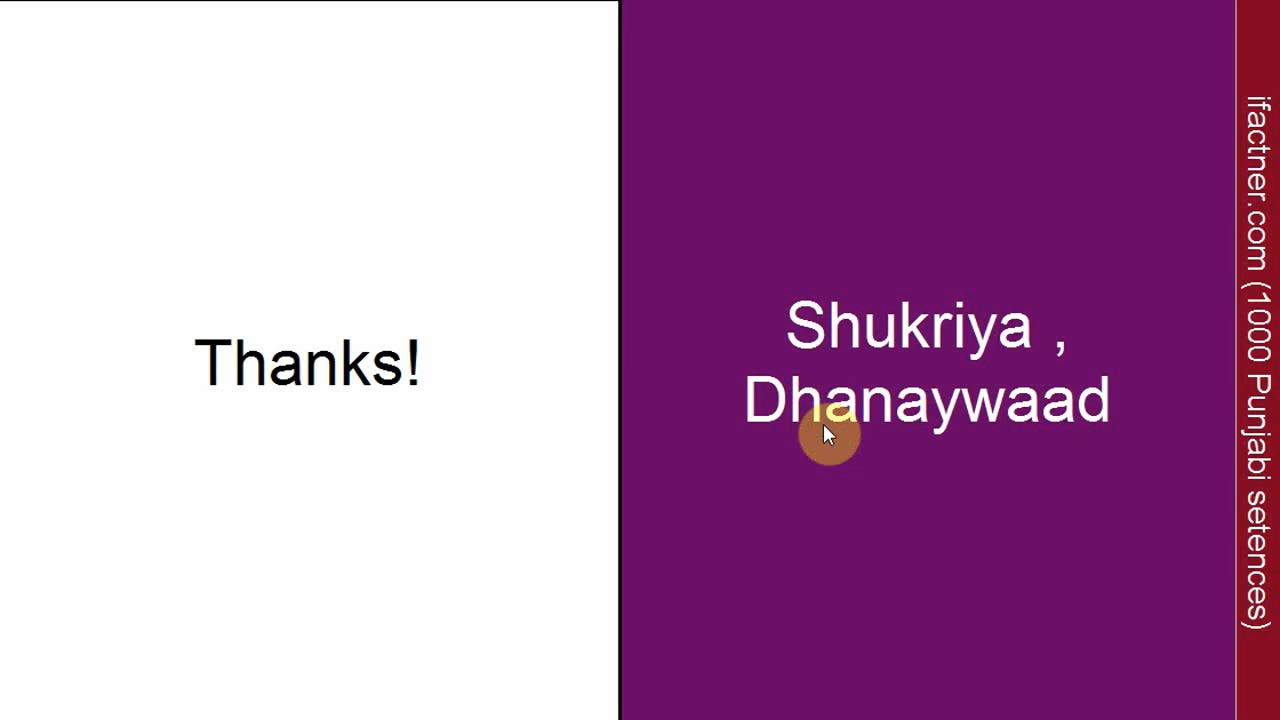 Thanks!
Shukriya ,
Dhanaywaad
ifactner.com (1000 Punjabi setences)